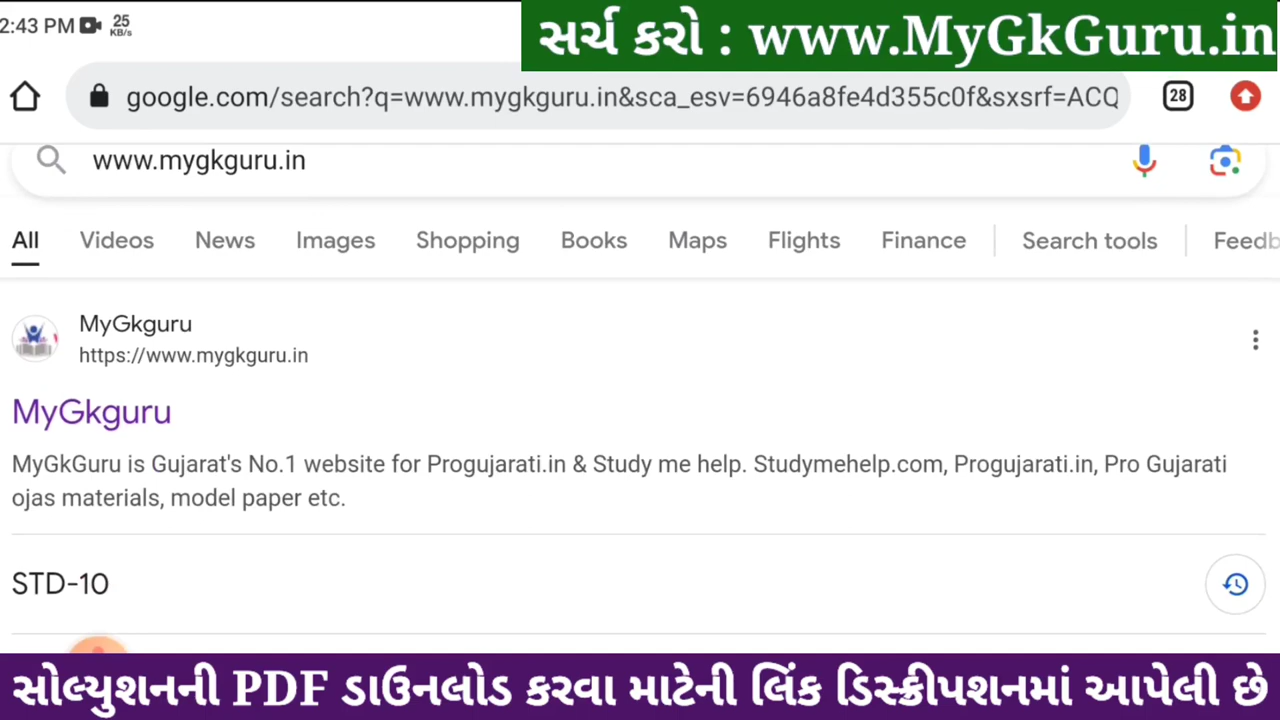 2:43 PM 25 KB/s
સર્ચ કરો : www.MyGkGuru.in
google.com/search?q=www.mygkguru.in&sca_esv=6946a8fe4d355c0f&sxsrf=ACQ
28
www.mygkguru.in
All Videos News Images Shopping Books Maps Flights Finance Search tools Feedb
MyGkguru
https://www.mygkguru.in
MyGkguru
MyGkGuru is Gujarat's No.1 website for Progujarati.in & Study me help. Studymehelp.com, Progujarati.in, Pro Gujarati
ojas materials, model paper etc.
STD-10
સોલ્યુશનની PDF ડાઉનલોડ કરવા માટેની લિંક ડિસ્ક્રીપશનમાં આપેલી છે